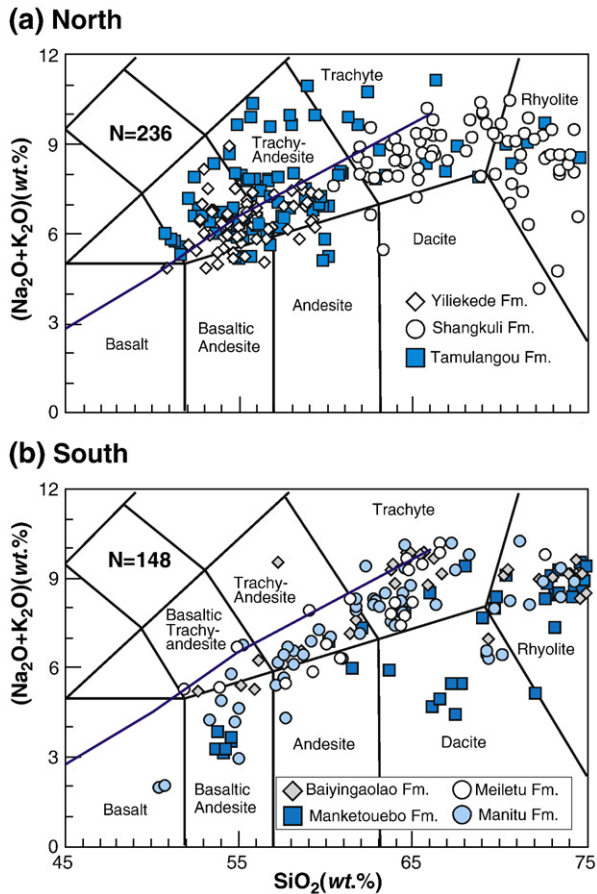 (a) North
12
9
6
3
0
(Na2O+K2O)(wt.%)
N=236
Trachyte
Rhyolite
Trachy-
Andesite
Dacite
Andesite
Basaltic
Andesite
Basalt
Yiliekede Fm.
Shangkuli Fm.
Tamulangou Fm.
(b) South
12
9
6
3
0
(Na2O+K2O)(wt.%)
N=148
Trachyte
Trachy-
Andesite
Basaltic
Trachy-
andesite
Rhyolite
Andesite
Dacite
Basalt
Basaltic
Andesite
Baiyingaolao Fm.
Meiletu Fm.
Manketouebo Fm.
Manitu Fm.
45
55
65
75
SiO2(wt.%)